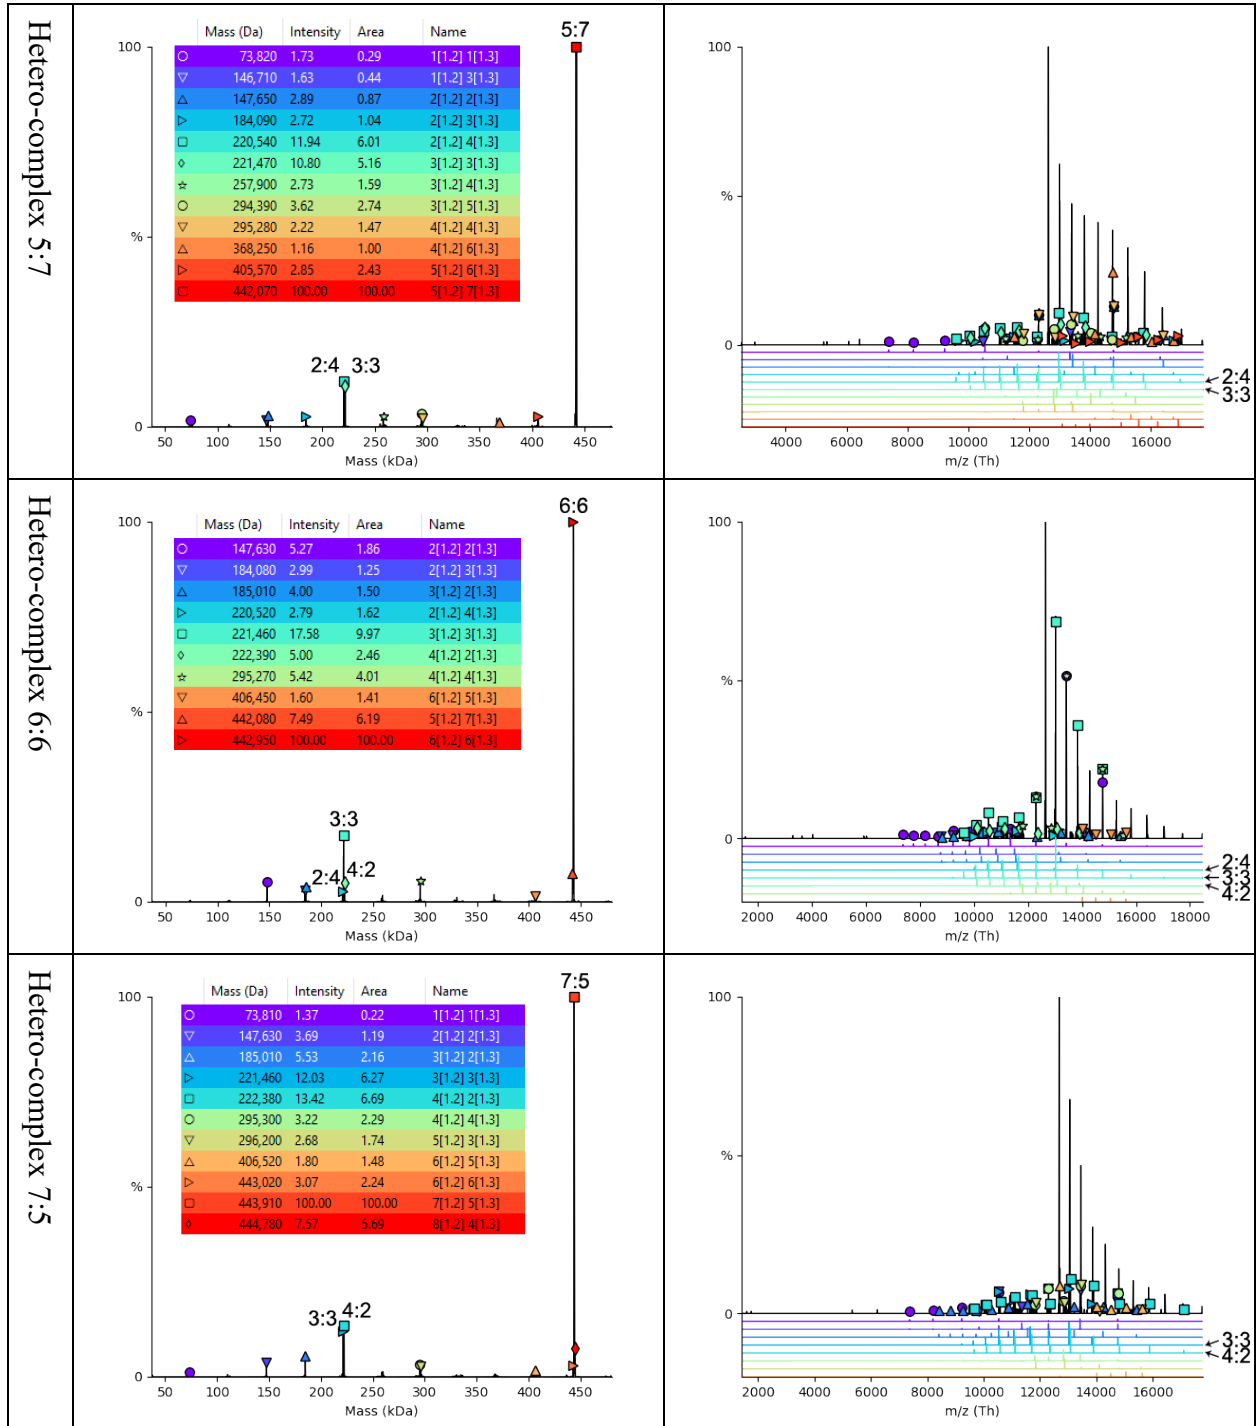 Hetero-complex 5:7
Mass (Da) Intensity Area Name
73,820 1.73 0.29 1[1.2] 1[1.3]
146,710 1.63 0.44 1[1.2] 3[1.3]
147,650 2.89 0.87 2[1.2] 2[1.3]
184,090 2.72 1.04 2[1.2] 3[1.3]
220,540 11.94 6.01 2[1.2] 4[1.3]
221,470 10.80 5.16 3[1.2] 3[1.3]
257,900 2.73 1.59 3[1.2] 4[1.3]
294,390 3.62 2.74 3[1.2] 5[1.3]
295,280 2.22 1.47 4[1.2] 4[1.3]
368,250 1.16 1.00 4[1.2] 6[1.3]
405,570 2.85 2.43 5[1.2] 6[1.3]
442,070 100.00 100.00 5[1.2] 7[1.3]
5:7
2:4 3:3
100
%
0
50 100 150 200 250 300 350 400 450
Mass (kDa)
100
%
0
2:4
3:3
4000 6000 8000 10000 12000 14000 16000
m/z (Th)
Hetero-complex 6:6
Mass (Da) Intensity Area Name
147,630 5.27 1.86 2[1.2] 2[1.3]
184,080 2.99 1.25 2[1.2] 3[1.3]
185,010 4.00 1.50 3[1.2] 2[1.3]
220,520 2.79 1.62 2[1.2] 4[1.3]
221,460 17.58 9.97 3[1.2] 3[1.3]
222,390 5.00 2.46 4[1.2] 2[1.3]
295,270 5.42 4.01 4[1.2] 4[1.3]
406,450 1.60 1.41 6[1.2] 5[1.3]
442,080 7.49 6.19 5[1.2] 7[1.3]
442,950 100.00 100.00 6[1.2] 6[1.3]
6:6
3:3
2:4 4:2
100
%
0
50 100 150 200 250 300 350 400 450
Mass (kDa)
100
%
0
2:4
3:3
4:2
2000 4000 6000 8000 10000 12000 14000 16000 18000
m/z (Th)
Hetero-complex 7:5
Mass (Da) Intensity Area Name
73,810 1.37 0.22 1[1.2] 1[1.3]
147,630 3.69 1.19 2[1.2] 2[1.3]
185,010 5.53 2.16 3[1.2] 2[1.3]
221,460 12.03 6.27 3[1.2] 3[1.3]
222,380 13.42 6.69 4[1.2] 2[1.3]
295,300 3.22 2.29 4[1.2] 4[1.3]
296,200 2.68 1.74 5[1.2] 3[1.3]
406,520 1.80 1.48 6[1.2] 5[1.3]
443,020 3.07 2.24 6[1.2] 6[1.3]
443,910 100.00 100.00 7[1.2] 5[1.3]
444,780 7.57 5.69 8[1.2] 4[1.3]
7:5
3:3 4:2
100
%
0
50 100 150 200 250 300 350 400 450
Mass (kDa)
100
%
0
3:3
4:2
2000 4000 6000 8000 10000 12000 14000 16000
m/z (Th)